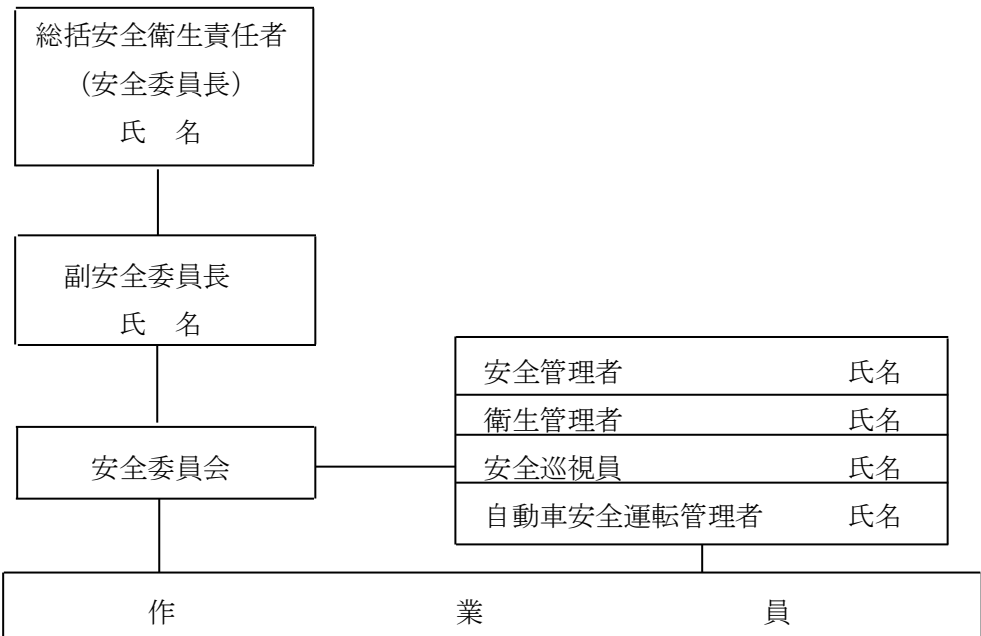 総括安全衛生責任者
（安全委員長）
氏　名
副安全委員長
氏　名
安全管理者　氏名
衛生管理者　氏名
安全委員会
安全巡視員　氏名
自動車安全運転管理者　氏名
作　業　員